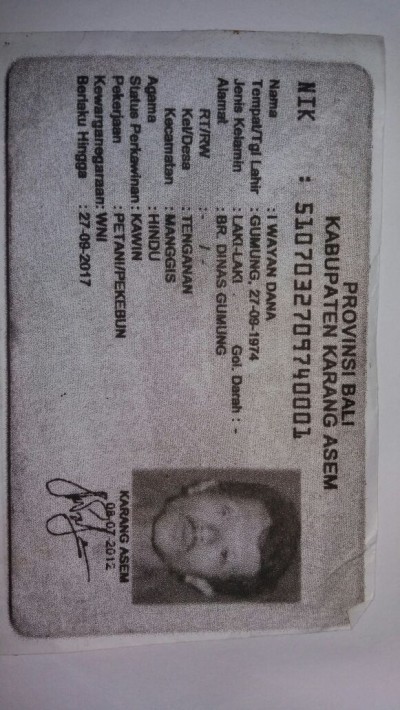 PROVINSI BALI
KABUPATEN KARANG ASEM
NIK : 5107032709740001
Nama : I WAYAN DANA
Tempat/Tgl Lahir : GUMUNG, 27-09-1974
Jenis Kelamin : LAKI-LAKI . Gol. Darah : -
Alamat : BR. DINAS GUMUNG
RT/RW : - / -
Kel/Desa : TENGANAN
Kecamatan : MANGGIS
Agama : HINDU
Status Perkawinan : KAWIN
Pekerjaan : PETANI/PEKEBUN
Kewarganegaraan: WNI
Berlaku Hingga : 27-09-2017
KARANG ASEM
08-07-2012